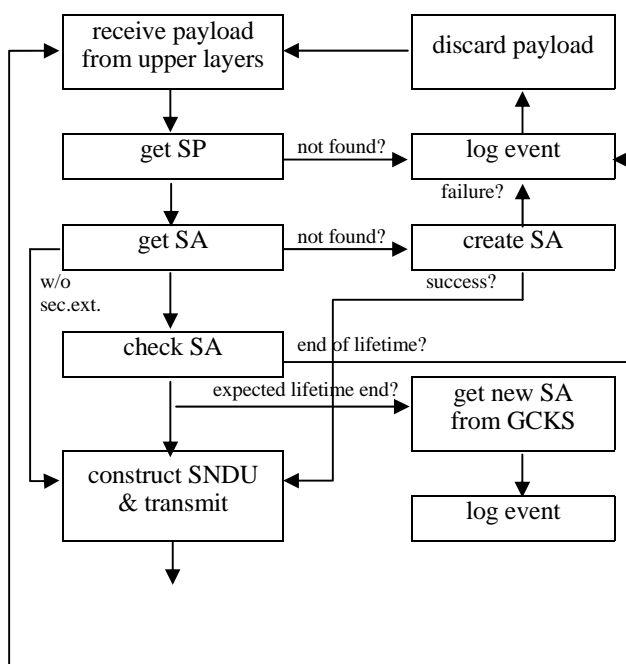 receive payload
from upper layers
discard payload
get SP
not found?
log event
failure?
get SA
not found?
create SA
w/o
sec.ext.
success?
check SA
end of lifetime?
expected lifetime end?
get new SA
from GCKS
construct SNDU
& transmit
log event